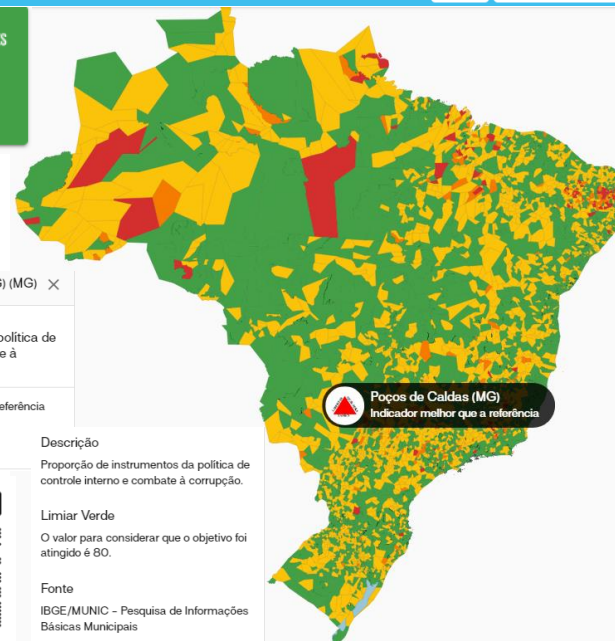 S
) (MG) ×
olítica de
e à
eferência
Poços de Caldas (MG)
Indicador melhor que a referência
Descrição
Proporção de instrumentos da política de
controle interno e combate à corrupção.
Limiar Verde
O valor para considerar que o objetivo foi
atingido é 80.
Fonte
IBGE/MUNIC - Pesquisa de Informações
Básicas Municipais